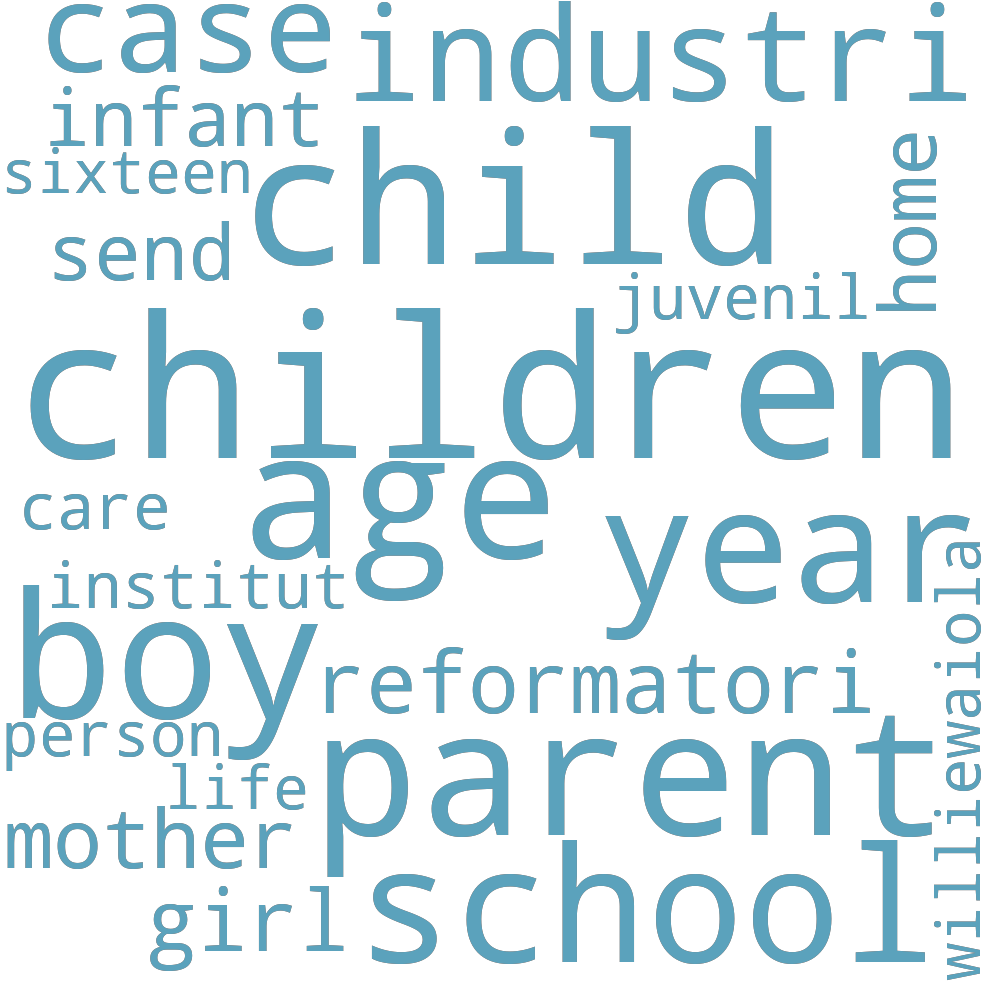 case industri
infant
sixteen
child
home
send
juvenil
children
age
care
year
institut
boy
reformatori
williewaiola
person
parent
life
mother
school
girl